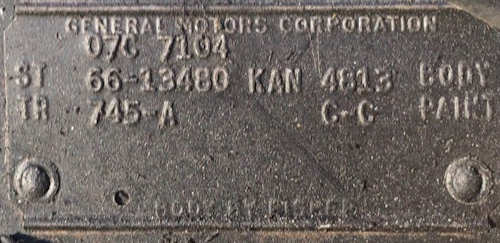 GENERAL MOTORS CORPORATION
07C 7104
ST 66-13480 KAN 4813 BODY
TR 745-A C-C PAINT
BODY BY FISHER